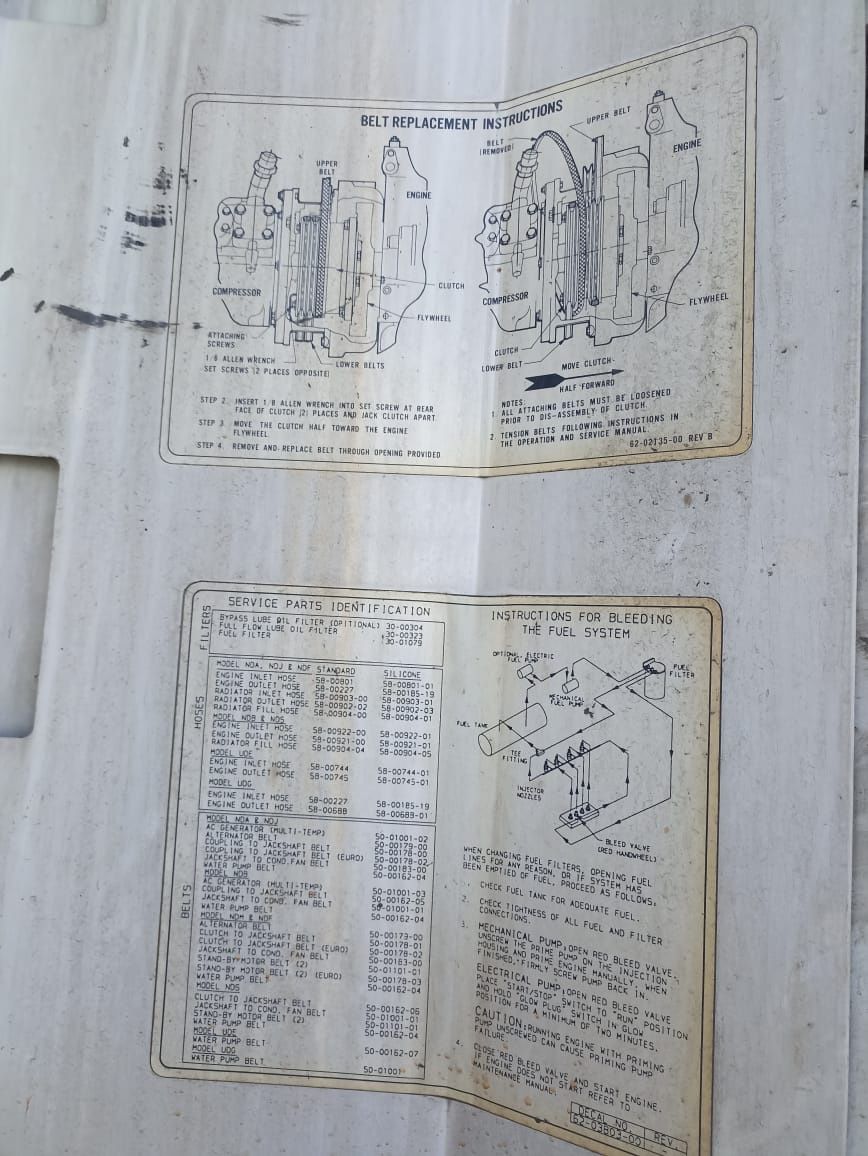 BELT REPLACEMENT INSTRUCTIONS
UPPER
BELT
ENGINE
COMPRESSOR
CLUTCH
FLYWHEEL
ATTACHING
SCREWS
1/8 ALLEN WRENCH
SET SCREWS (2 PLACES OPPOSITE)
LOWER BELTS
BELT
(REMOVED)
UPPER BELT
ENGINE
COMPRESSOR
FLYWHEEL
CLUTCH
LOWER BELT
MOVE CLUTCH
HALF FORWARD
STEP 2. INSERT 1/8 ALLEN WRENCH INTO SET SCREW AT REAR
FACE OF CLUTCH (2) PLACES AND JACK CLUTCH APART.
STEP 3. MOVE THE CLUTCH HALF TOWARD THE ENGINE
FLYWHEEL.
STEP 4. REMOVE AND REPLACE BELT THROUGH OPENING PROVIDED
NOTES:
1. ALL ATTACHING BELTS MUST BE LOOSENED
PRIOR TO DIS-ASSEMBLY OF CLUTCH.
2. TENSION BELTS FOLLOWING INSTRUCTIONS IN
THE OPERATION AND SERVICE MANUAL.
62-02135-00 REV B
SERVICE PARTS IDENTIFICATION
FILTERS
BYPASS LUBE OIL FILTER (OPITIONAL) 30-00304
FULL FLOW LUBE OIL FILTER 30-00323
FUEL FILTER 30-01079
HOSES
MODEL NDA, NDJ & NDF STANDARD SILICONE
ENGINE INLET HOSE 58-00801 58-00801-01
ENGINE OUTLET HOSE 58-00227 58-00185-19
RADIATOR INLET HOSE 58-00903-00 58-00903-01
RADIATOR OUTLET HOSE 58-00902-02 58-00902-03
RADIATOR FILL HOSE 58-00904-00 58-00904-01
MODEL NDB & NDS
ENGINE INLET HOSE 58-00922-00 58-00922-01
ENGINE OUTLET HOSE 58-00921-00 58-00921-01
RADIATOR FILL HOSE 58-00904-04 58-00904-05
MODEL UDE
ENGINE INLET HOSE 58-00744 58-00744-01
ENGINE OUTLET HOSE 58-00745 58-00745-01
MODEL UDG
ENGINE INLET HOSE 58-00227 58-00185-19
ENGINE OUTLET HOSE 58-00688 58-00688-01
BELTS
MODEL NDA & NDJ
AC GENERATOR (MULTI-TEMP) 50-01001-02
ALTERNATOR BELT 50-00179-00
COUPLING TO JACKSHAFT BELT 50-00178-00
COUPLING TO JACKSHAFT BELT (EURO) 50-00178-02
JACKSHAFT TO COND.FAN BELT 50-00183-00
WATER PUMP BELT 50-00162-04
MODEL NDB
AC GENERATOR (MULTI-TEMP) 50-01001-03
COUPLING TO JACKSHAFT BELT 50-00162-05
JACKSHAFT TO COND. FAN BELT 50-01001-01
WATER PUMP BELT 50-00162-04
MODEL NDM & NDF
ALTERNATOR BELT 50-00179-00
CLUTCH TO JACKSHAFT BELT 50-00178-01
CLUTCH TO JACKSHAFT BELT (EURO) 50-00178-02
JACKSHAFT TO COND. FAN BELT 50-00163-00
STAND-BY MOTOR BELT (2) 50-01101-01
STAND-BY MOTOR BELT (2) (EURO) 50-00178-03
WATER PUMP BELT 50-00162-04
MODEL NDS
CLUTCH TO JACKSHAFT BELT 50-00162-06
JACKSHAFT TO COND. FAN BELT 50-01001-01
STAND-BY MOTOR BELT (2) 50-01101-01
WATER PUMP BELT 50-00162-04
MODEL UDE
WATER PUMP BELT 50-00162-07
MODEL UDG
WATER PUMP BELT 50-01001
INSTRUCTIONS FOR BLEEDING
THE FUEL SYSTEM
OPTIONAL ELECTRIC
FUEL PUMP
FUEL
FILTER
MECHANICAL
FUEL PUMP
FUEL TANK
TEE
FITTING
INJECTOR
NOZZLES
BLEED VALVE
(RED HANDWHEEL)
WHEN CHANGING FUEL FILTERS, OPENING FUEL
LINES FOR ANY REASON, OR IF SYSTEM HAS
BEEN EMPTIED OF FUEL, PROCEED AS FOLLOWS,
1. CHECK FUEL TANK FOR ADEQUATE FUEL.
2. CHECK TIGHTNESS OF ALL FUEL AND FILTER
CONNECTIONS.
3. MECHANICAL PUMP, OPEN RED BLEED VALVE,
UNSCREW THE PRIME PUMP ON THE INJECTION
HOUSING AND PRIME ENGINE MANUALLY, WHEN
FINISHED, FIRMLY SCREW PUMP BACK IN.
ELECTRICAL PUMP, OPEN RED BLEED VALVE
PLACE "START/STOP" SWITCH TO "RUN" POSITION
AND HOLD "GLOW PLUG" SWITCH IN GLOW
POSITION FOR A MINIMUM OF TWO MINUTES.
CAUTION: RUNNING ENGINE WITH PRIMING
PUMP UNSCREWED CAN CAUSE PRIMING PUMP
FAILURE.
4. CLOSE RED BLEED VALVE AND START ENGINE.
IF ENGINE DOES NOT START REFER TO
MAINTENANCE MANUAL.
DECAL NO. REV.
62-03803-00